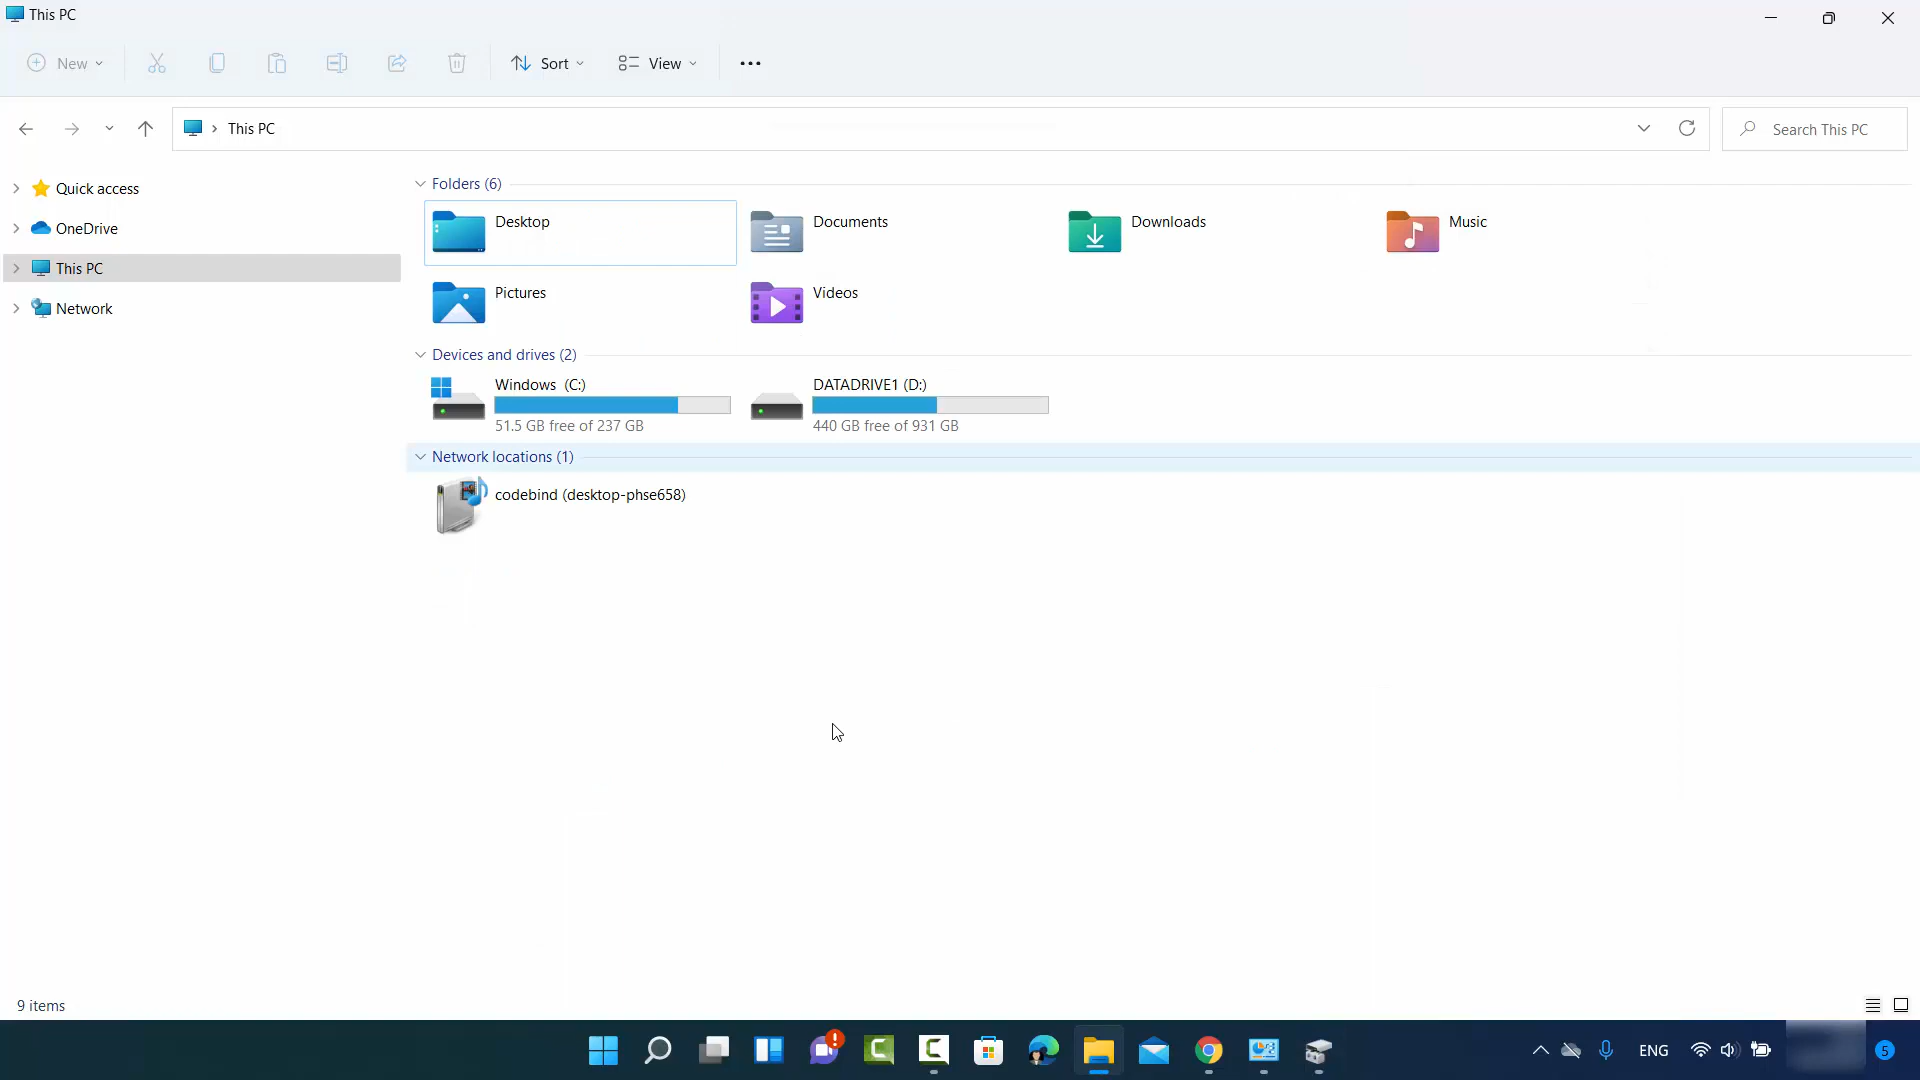 This PC
New
Sort
View
This PC
Search This PC
Quick access
OneDrive
This PC
Network
Folders (6)
Desktop
Documents
Downloads
Music
Pictures
Videos
Devices and drives (2)
Windows (C:)
51.5 GB free of 237 GB
DATADRIVE1 (D:)
440 GB free of 931 GB
Network locations (1)
codebind (desktop-phse658)
9 items
ENG
5